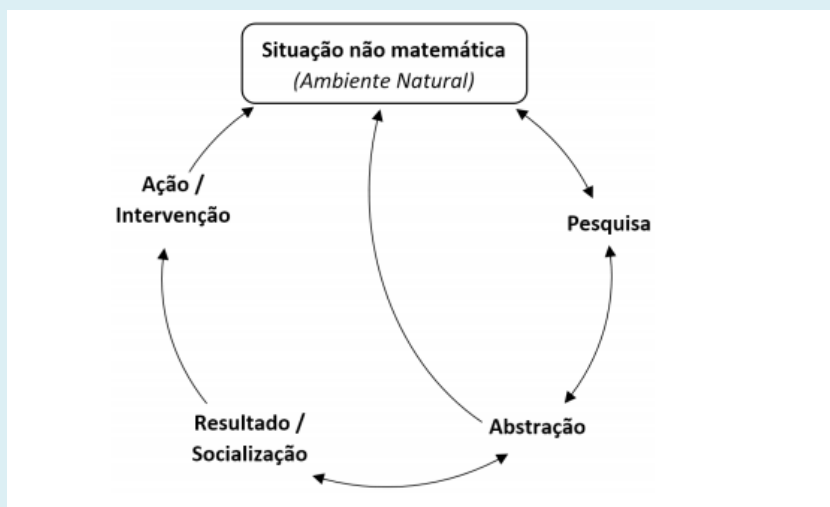 Situação não matemática
(Ambiente Natural)
Ação /
Intervenção
Pesquisa
Resultado /
Socialização
Abstração